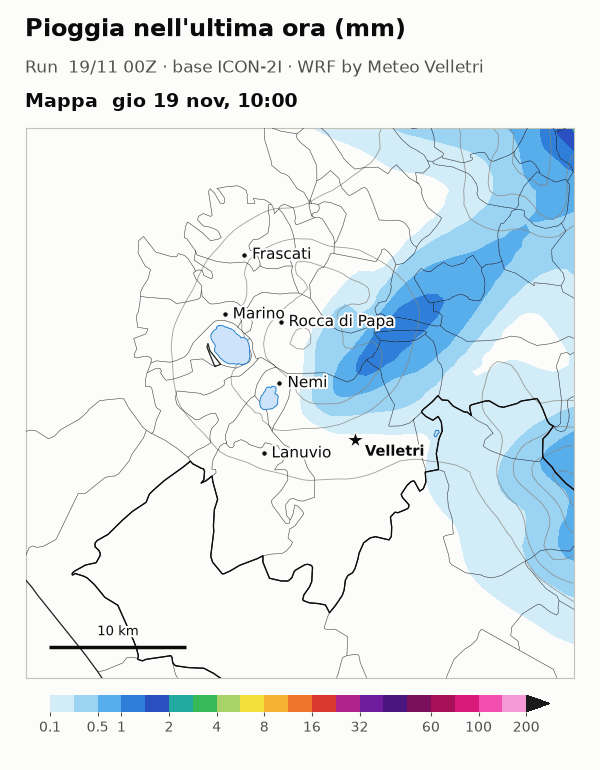 Pioggia nell'ultima ora (mm)
Run  19/11 00Z · base ICON-2I · WRF by Meteo Velletri
Mappa  gio 19 nov, 10:00
Frascati
Marino
Rocca di Papa
Nemi
Velletri
Lanuvio
10 km
0.1 0.5 1 2 4 8 16 32 60 100 200